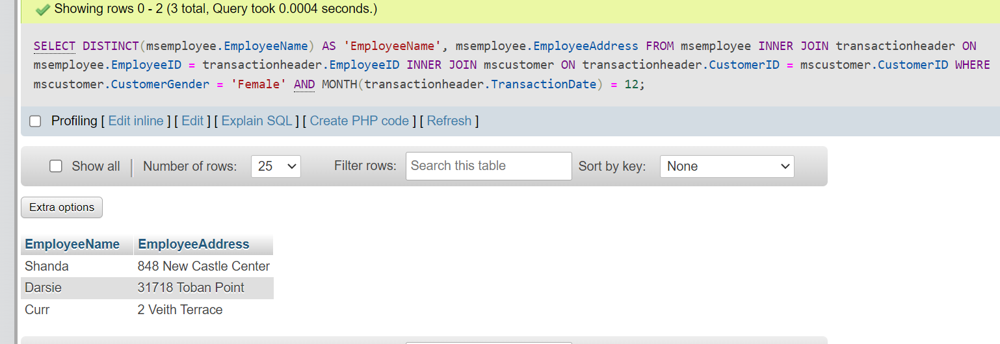 Showing rows 0 - 2 (3 total, Query took 0.0004 seconds.)
SELECT DISTINCT(msemployee.EmployeeName) AS 'EmployeeName', msemployee.EmployeeAddress FROM msemployee INNER JOIN transactionheader ON
msemployee.EmployeeID = transactionheader.EmployeeID INNER JOIN mscustomer ON transactionheader.CustomerID = mscustomer.CustomerID WHERE
mscustomer.CustomerGender = 'Female' AND MONTH(transactionheader.TransactionDate) = 12;
Profiling [ Edit inline ] [ Edit ] [ Explain SQL ] [ Create PHP code ] [ Refresh ]
Show all | Number of rows: 25 Filter rows: Search this table Sort by key: None
Extra options
EmployeeName EmployeeAddress
Shanda 848 New Castle Center
Darsie 31718 Toban Point
Curr 2 Veith Terrace